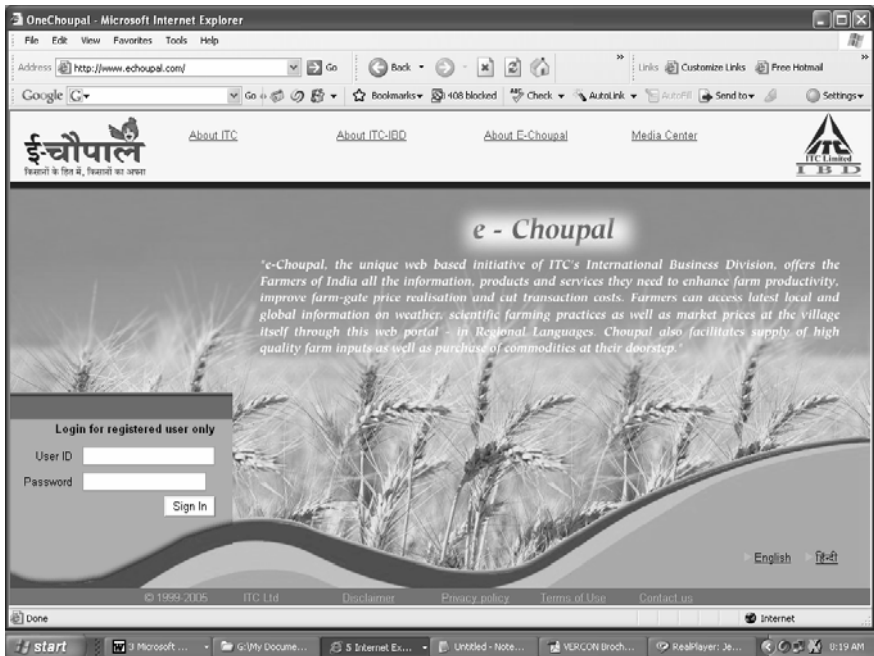 OneChoupal - Microsoft Internet Explorer
File Edit View Favorites Tools Help
Address http://www.echoupal.com/ Go Back Links Customize Links Free Hotmail
Google G Go Bookmarks 408 blocked Check AutoLink AutoFill Send to Settings
ई-चौपाल
किसानों के हित में, किसानों का अपना
About ITC About ITC-IBD About E-Choupal Media Center
ITC Limited
I B D
e - Choupal
"e-Choupal, the unique web based initiative of ITC's International Business Division, offers the
Farmers of India all the information, products and services they need to enhance farm productivity,
improve farm-gate price realisation and cut transaction costs. Farmers can access latest local and
global information on weather, scientific farming practices as well as market prices at the village
itself through this web portal - in Regional Languages. Choupal also facilitates supply of high
quality farm inputs as well as purchase of commodities at their doorstep."
Login for registered user only
User ID
Password
Sign In
English हिन्दी
© 1999-2005 ITC Ltd Disclaimer Privacy policy Terms of Use Contact us
Done Internet
start 3 Microsoft ... G:\My Docume... 5 Internet Ex... Untitled - Note... VERCON Broch... RealPlayer: Je... 0:19 AM